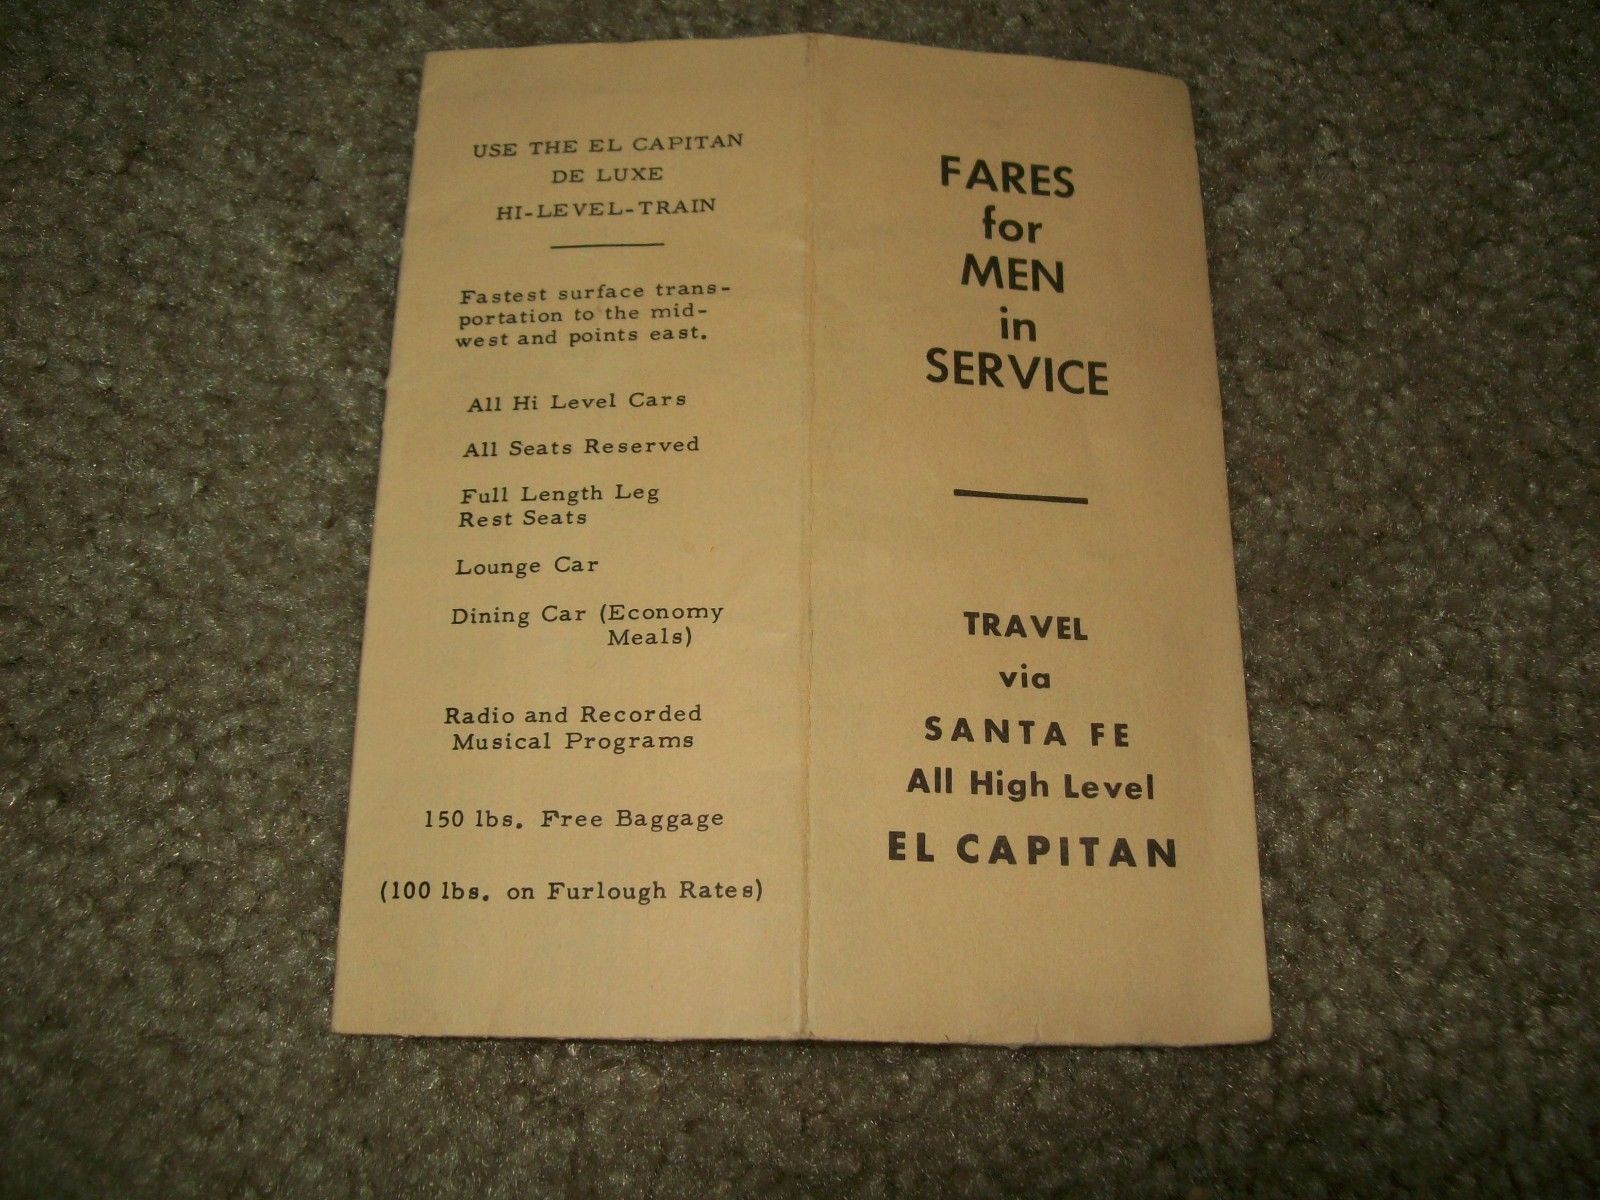 USE THE EL CAPITAN
DE LUXE
HI-LEVEL-TRAIN
Fastest surface trans-
portation to the mid-
west and points east.
All Hi Level Cars
All Seats Reserved
Full Length Leg
Rest Seats
Lounge Car
Dining Car (Economy
Meals)
Radio and Recorded
Musical Programs
150 lbs. Free Baggage
(100 lbs. on Furlough Rates)
FARES
for
MEN
in
SERVICE
TRAVEL
via
SANTA FE
All High Level
EL CAPITAN